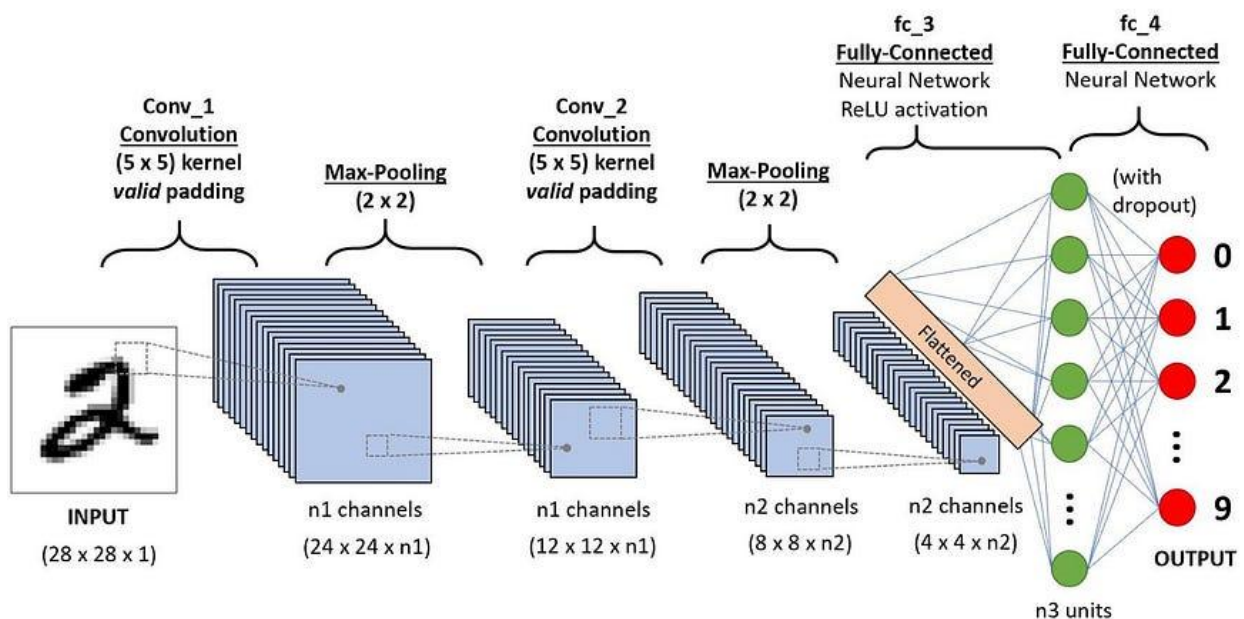 fc_3
Fully-Connected
Neural Network
ReLU activation
fc_4
Fully-Connected
Neural Network
Conv_1
Convolution
(5 x 5) kernel
valid padding
Max-Pooling
(2 x 2)
Conv_2
Convolution
(5 x 5) kernel
valid padding
Max-Pooling
(2 x 2)
(with
dropout)
Flattened
0
1
2
9
INPUT
(28 x 28 x 1)
n1 channels
(24 x 24 x n1)
n1 channels
(12 x 12 x n1)
n2 channels
(8 x 8 x n2)
n2 channels
(4 x 4 x n2)
OUTPUT
n3 units
2